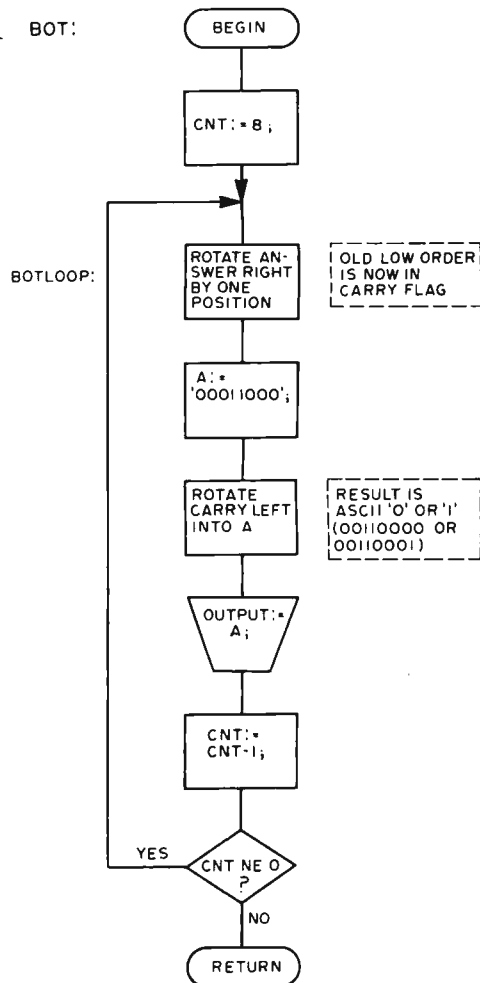 BOT:
BEGIN
CNT:=8;
BOTLOOP:
ROTATE AN-
SWER RIGHT
BY ONE
POSITION
OLD LOW ORDER
IS NOW IN
CARRY FLAG
A:=
'00011000';
ROTATE
CARRY LEFT
INTO A
RESULT IS
ASCII '0' OR '1'
(00110000 OR
00110001)
OUTPUT:=
A;
CNT:=
CNT-1;
YES
CNT NE 0
?
NO
RETURN